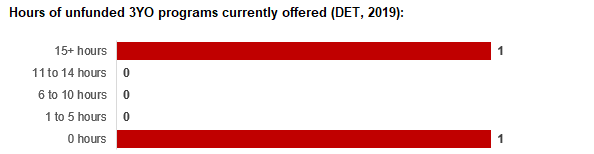 Hours of unfunded 3YO programs currently offered (DET, 2019):
15+ hours 1
11 to 14 hours 0
6 to 10 hours 0
1 to 5 hours 0
0 hours 1